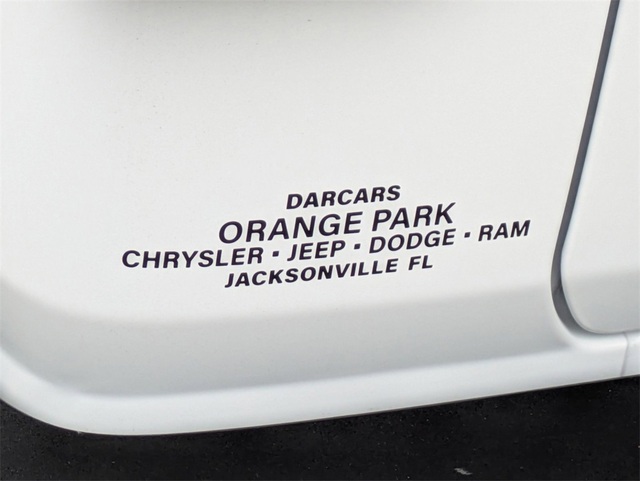 DARCARS
ORANGE PARK
CHRYSLER · JEEP · DODGE · RAM
JACKSONVILLE FL